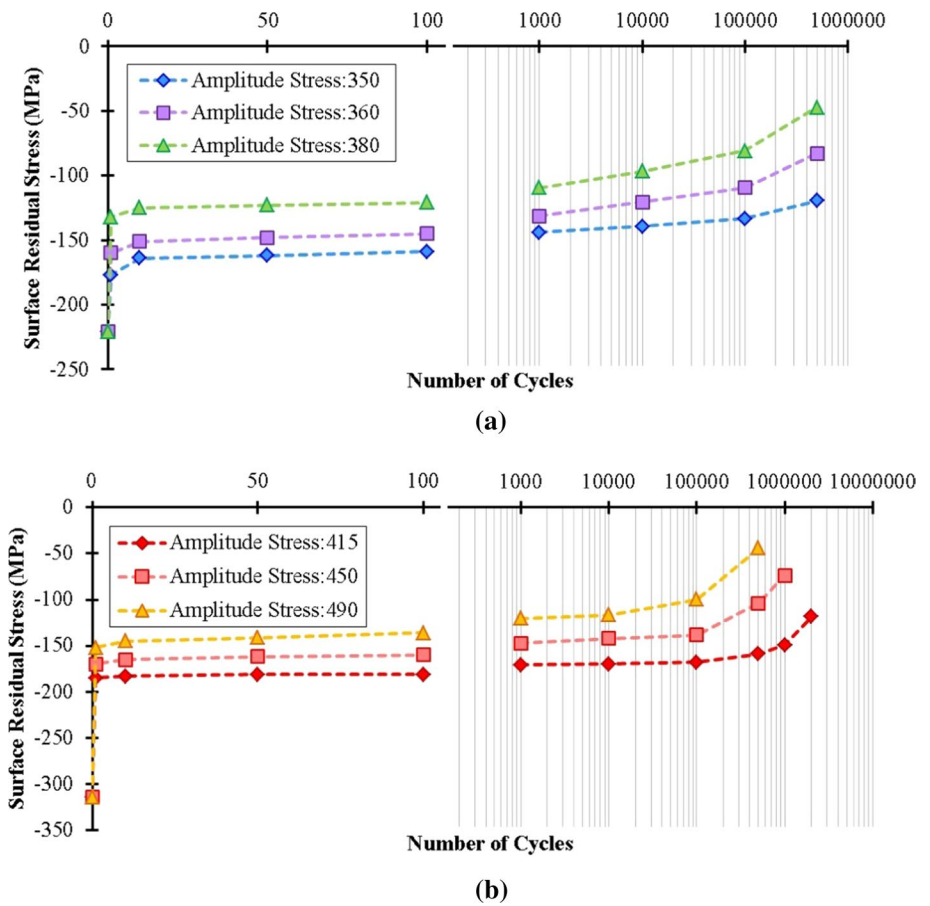 0 50 100 1000 10000 100000 1000000
0
-50
-100
-150
-200
-250
Surface Residual Stress (MPa)
Amplitude Stress:350
Amplitude Stress:360
Amplitude Stress:380
Number of Cycles
(a)
0 50 100 1000 10000 100000 1000000 10000000
0
-50
-100
-150
-200
-250
-300
-350
Surface Residual Stress (MPa)
Amplitude Stress:415
Amplitude Stress:450
Amplitude Stress:490
Number of Cycles
(b)